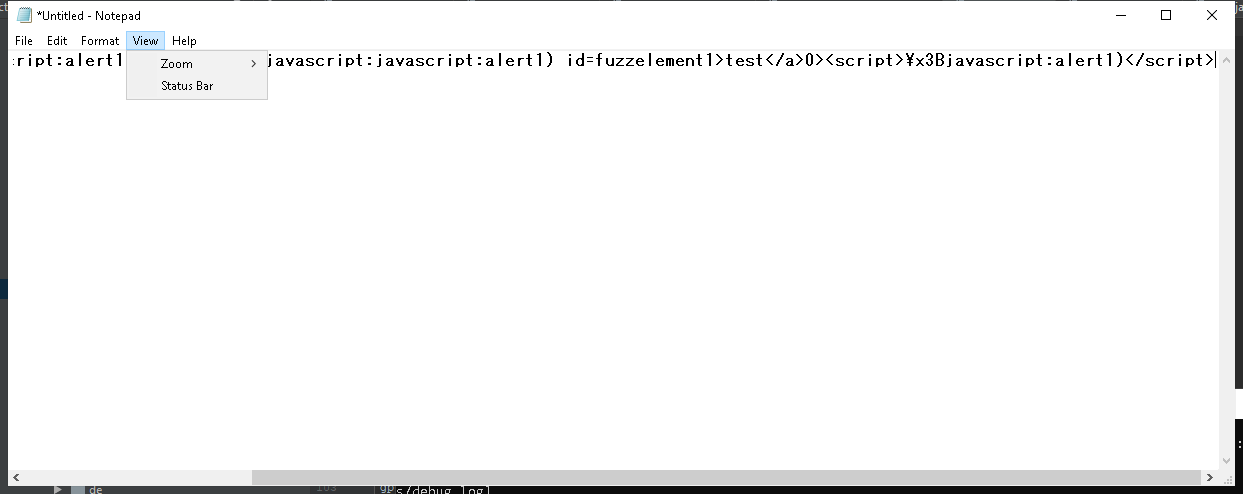 *Untitled - Notepad
File Edit Format View Help
:ript:alert1 javascript:javascript:alert1) id=fuzzelement1>test</a>0><script>¥x3Bjavascript:alert1)</script>
Zoom
Status Bar
de
103
s/debug.log]